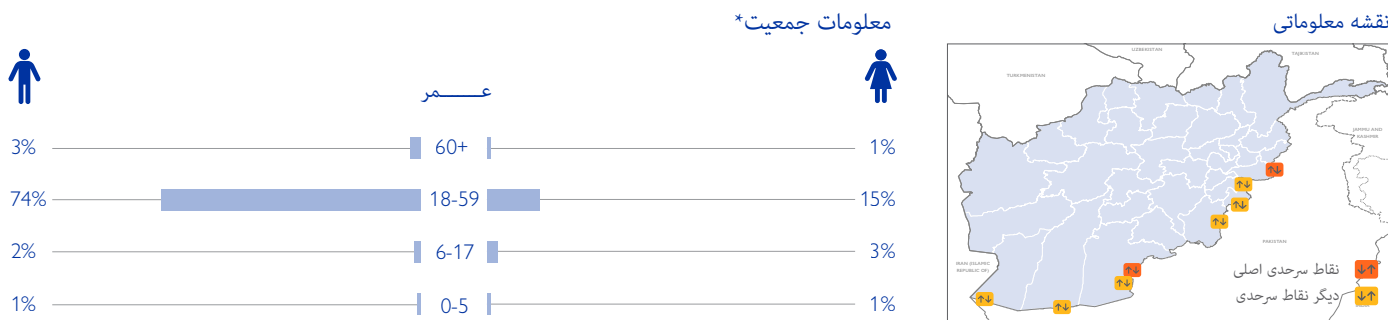 نقشه معلوماتی
معلومات جمعیت*
عـــــمر
3% 60+ 1%
74% 18-59 15%
2% 6-17 3%
1% 0-5 1%
UZBEKISTAN
TAJIKISTAN
TURKMENISTAN
JAMMU AND
KASHMIR
PAKISTAN
IRAN (ISLAMIC
REPUBLIC OF)
نقاط سرحدی اصلی
دیگر نقاط سرحدی